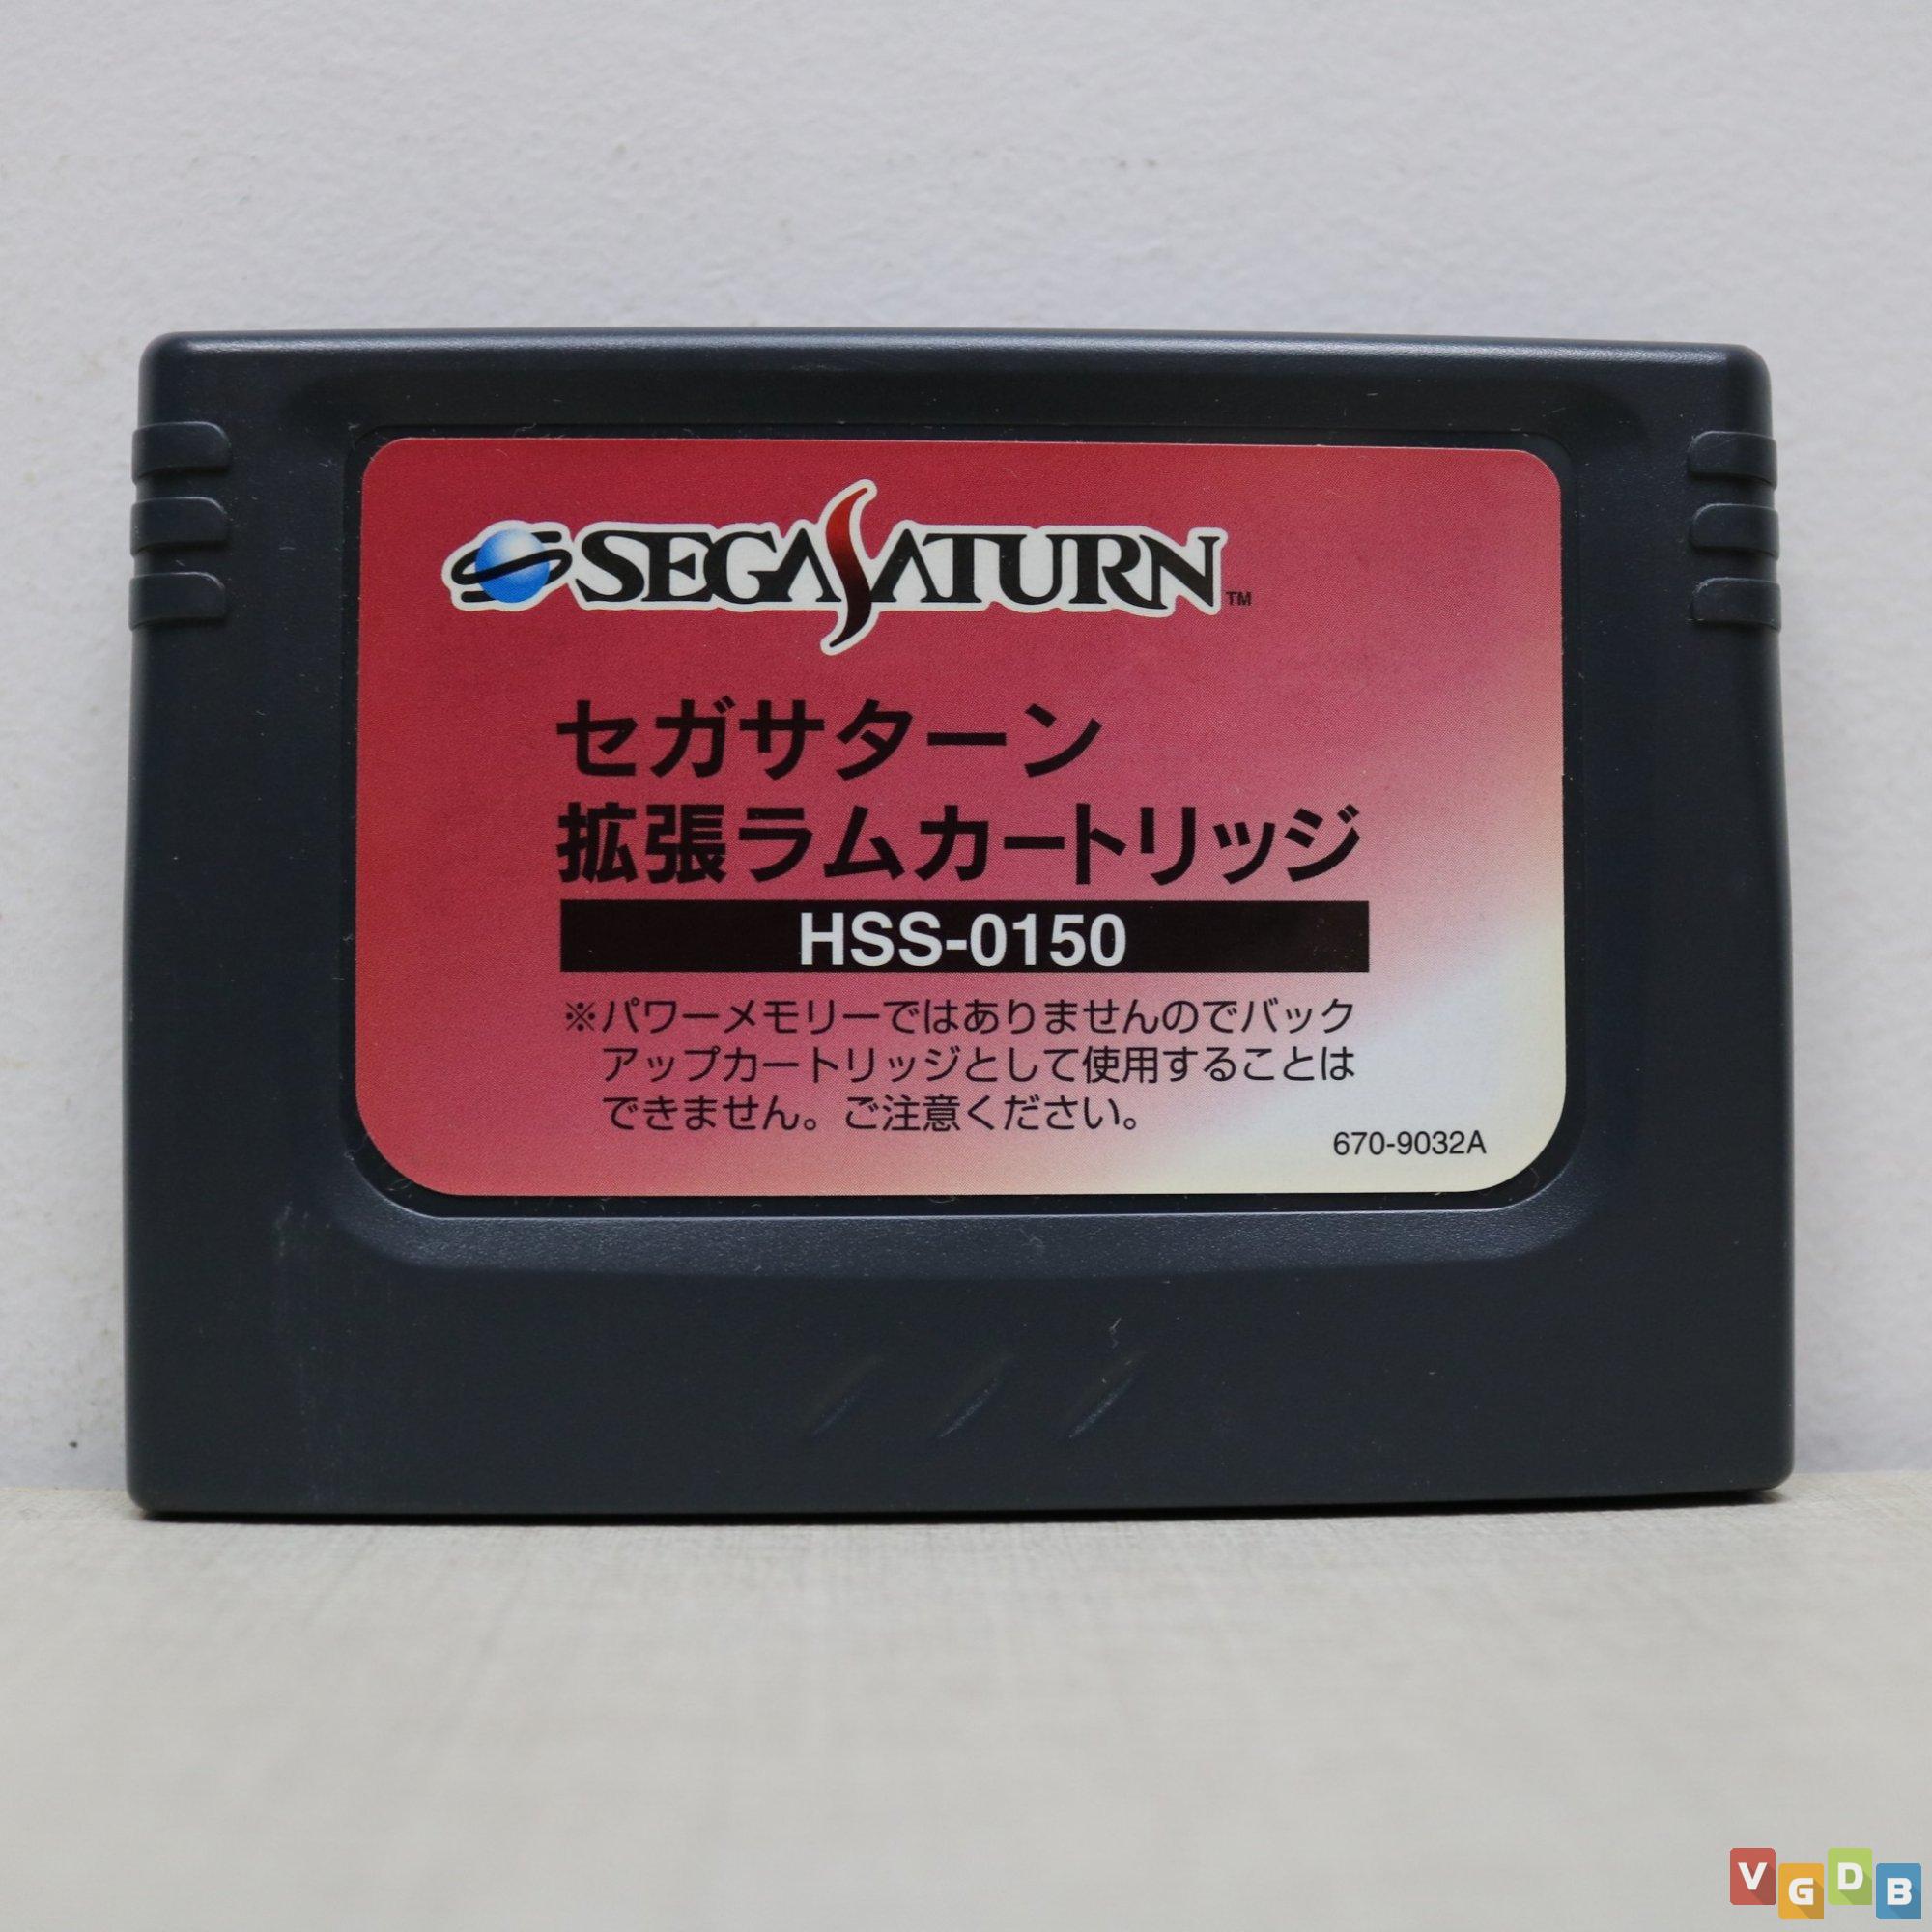 SEGA SATURN TM
セガサターン
拡張ラムカートリッジ
HSS-0150
※パワーメモリーではありませんのでバック
アップカートリッジとして使用することは
できません。ご注意ください。
670-9032A
VGDB